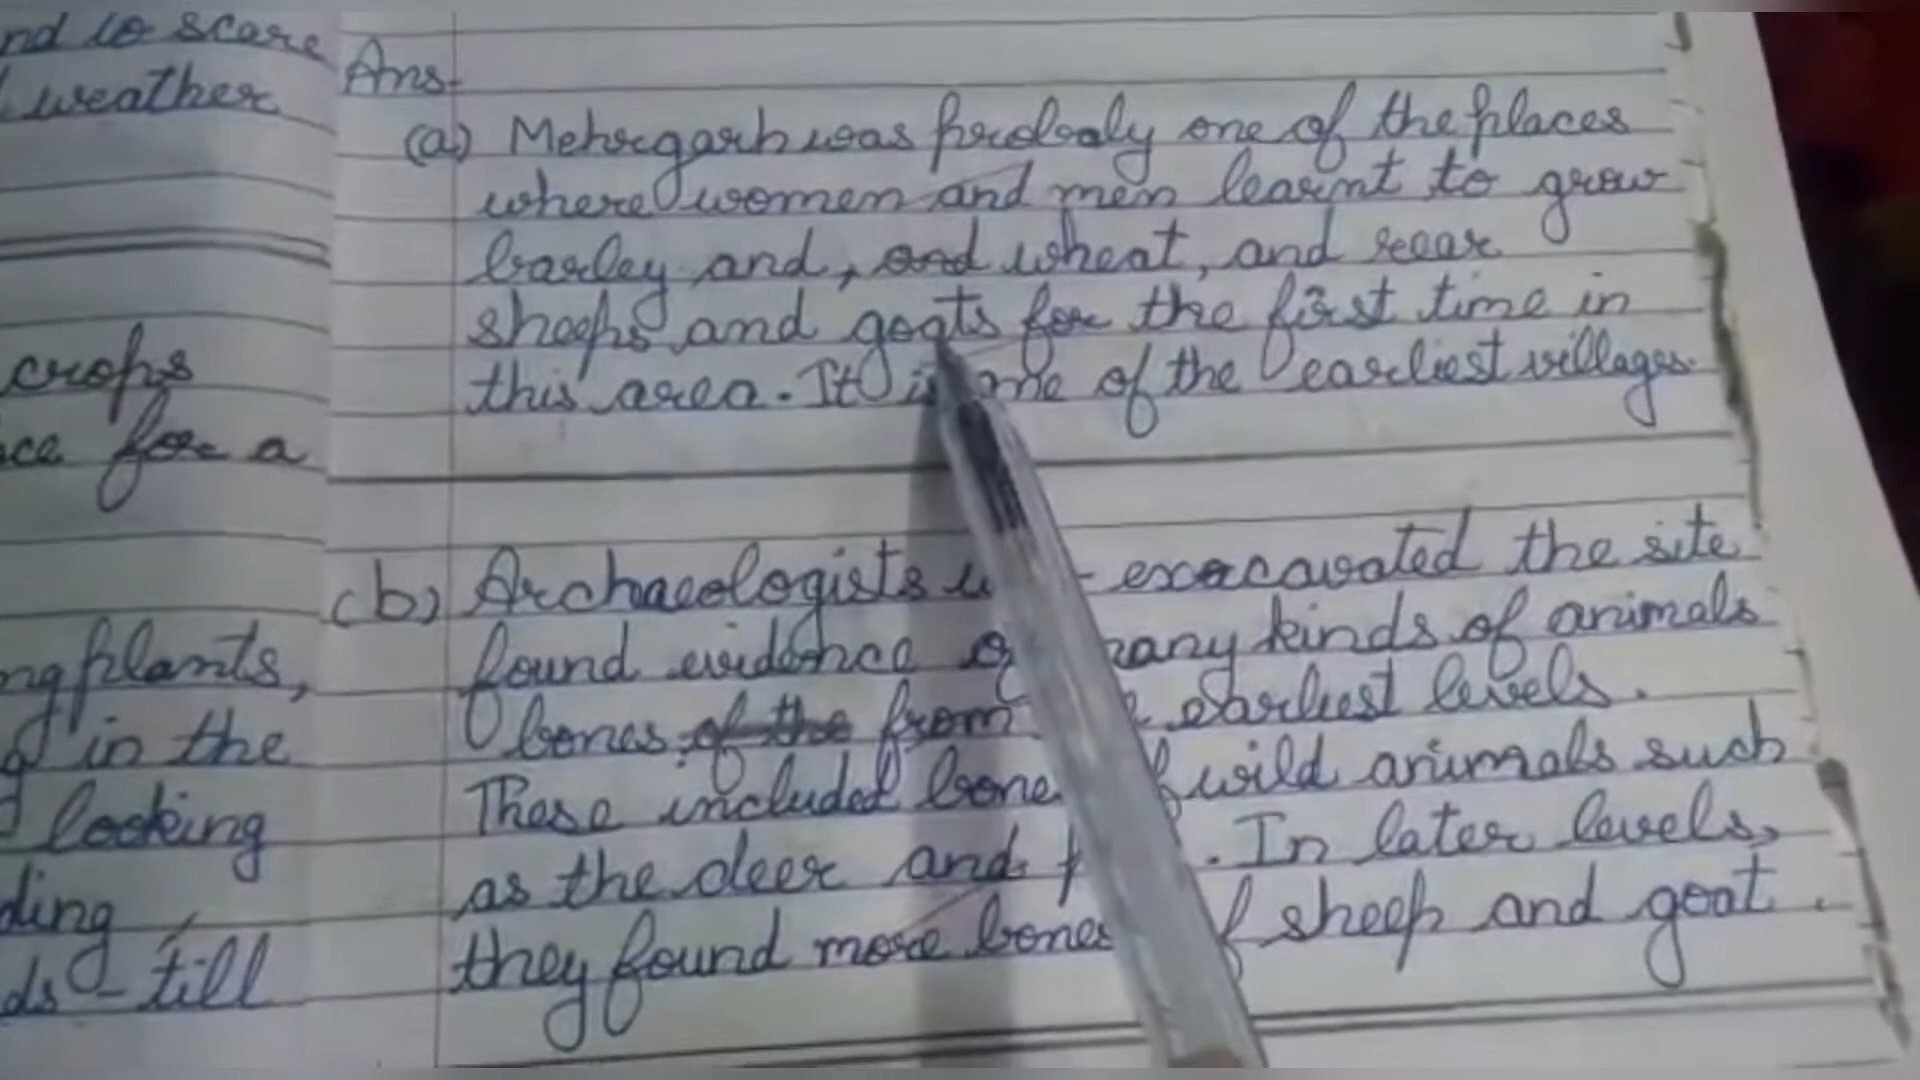 nd to scare
weather
crops
ce for a
ng plants,
in the
looking
ding
ds - till
Ans-
(a) Mehrgarh was probaly one of the places
where women and men learnt to grow
barley and, and wheat, and rear
sheeps and goats for the first time in
this area. It is one of the earliest villages.
(b) Archaeologists excavated the site
found evidence many kinds of animals
bones of the from earliest levels.
These included bone wild animals such
as the deer and . In later levels,
they found more bones of sheep and goat.